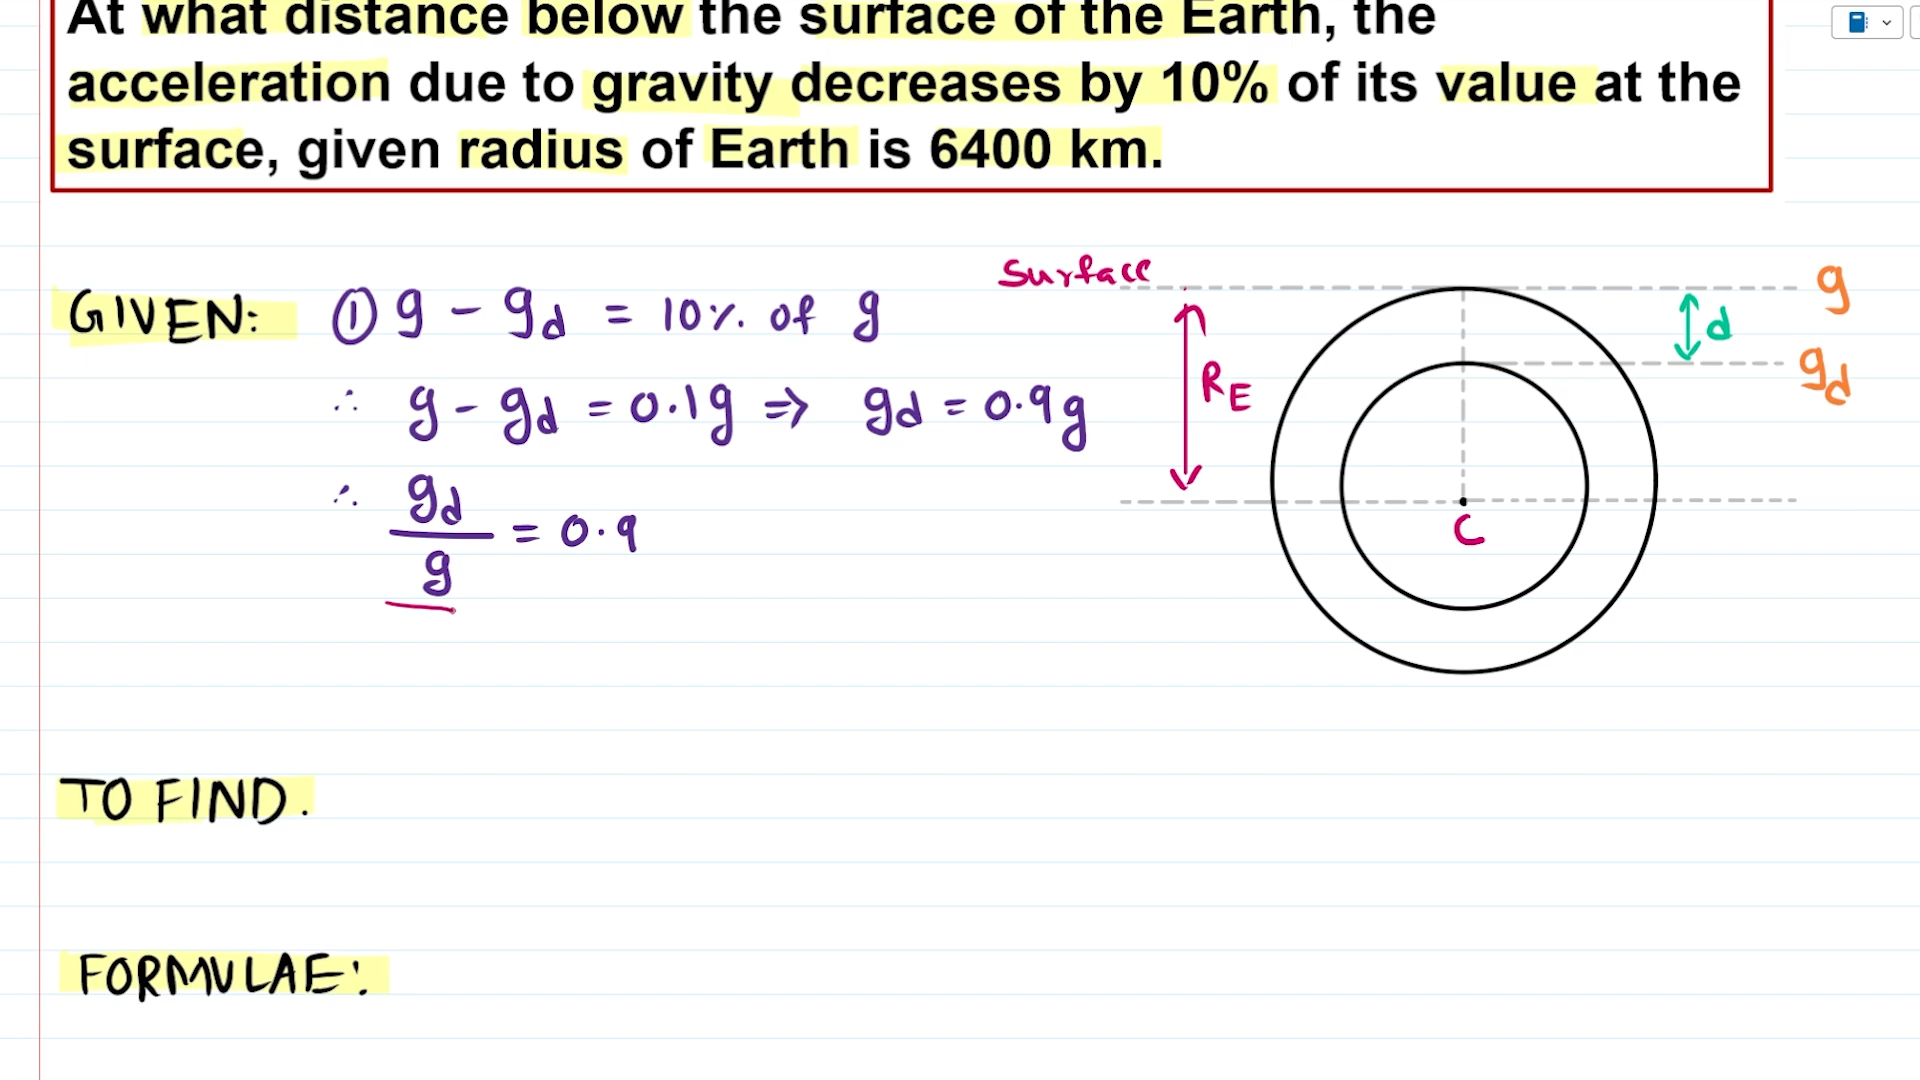 At what distance below the surface of the Earth, the
acceleration due to gravity decreases by 10% of its value at the
surface, given radius of Earth is 6400 km.
Surface
g
GIVEN: ① g - gd = 10% of g
d
gd
RE
∴ g - gd = 0.1g ⇒ gd = 0.9g
∴ gd/g = 0.9
C
TO FIND.
FORMULAE: